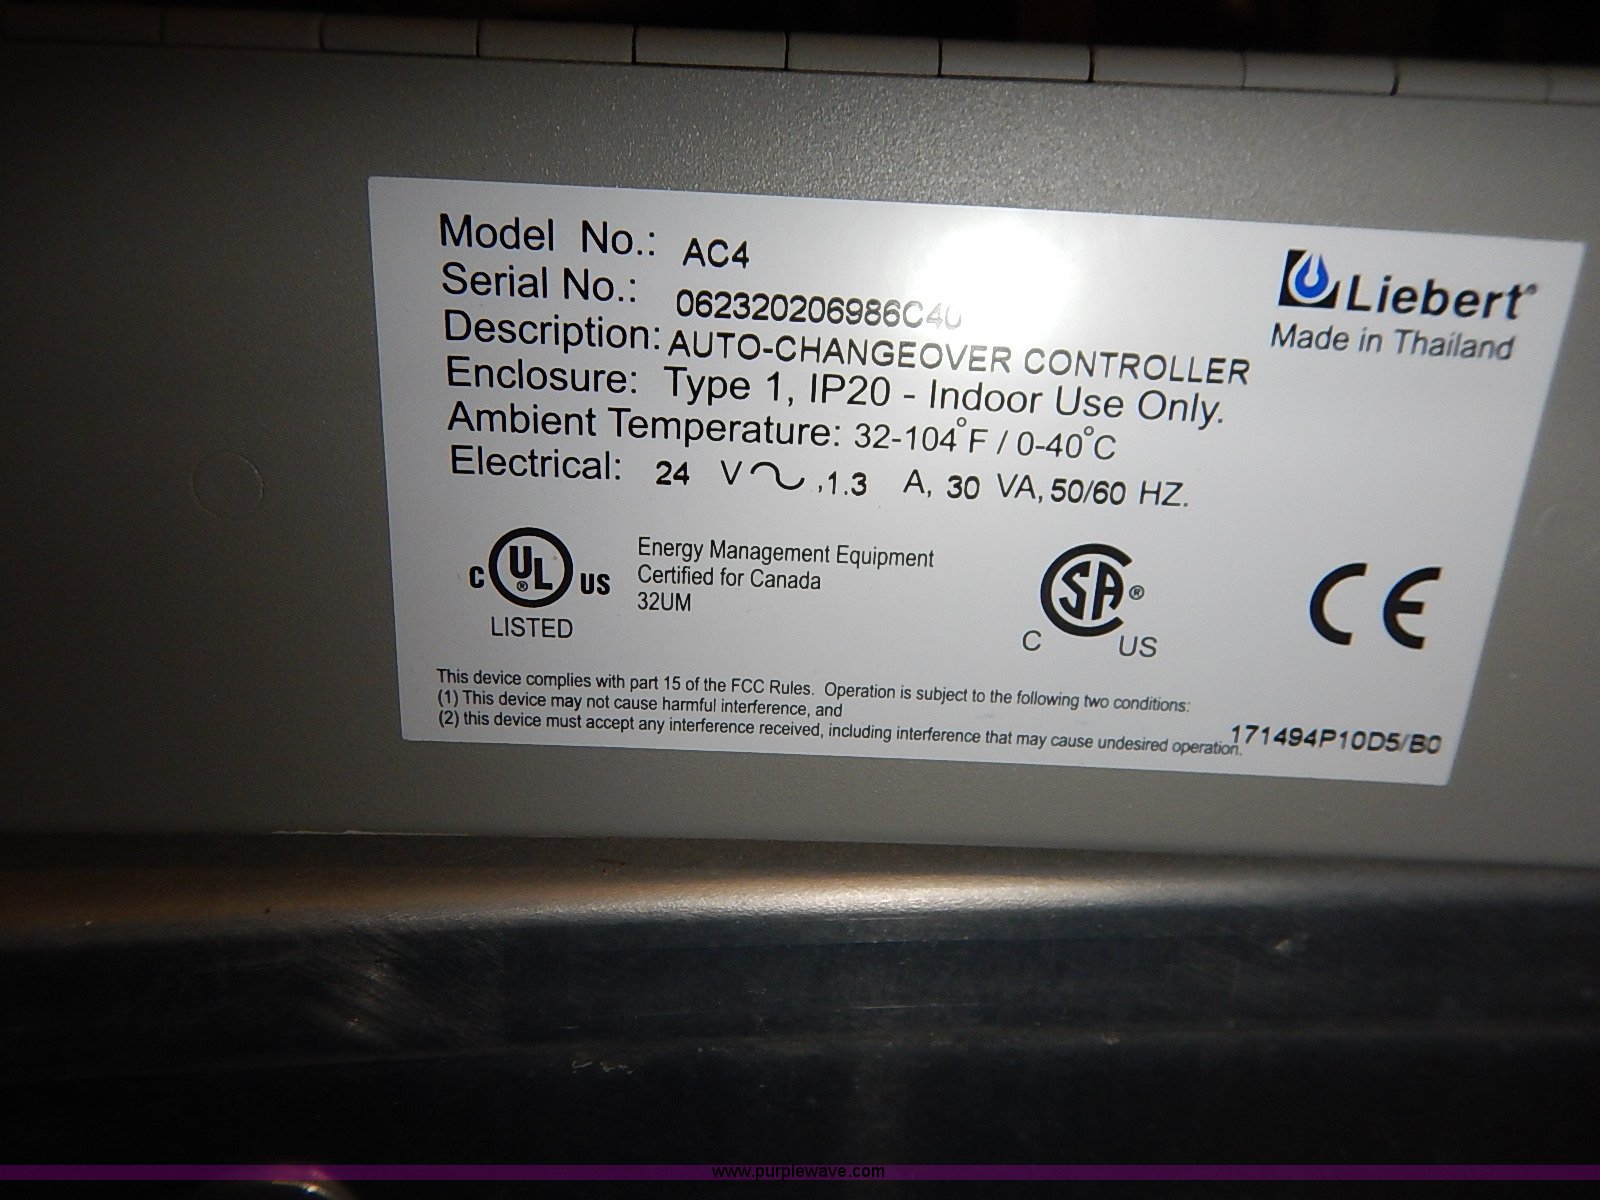 Model No.: AC4
Serial No.:
Description: AUTO-CHANGEOVER CONTROLLER
Enclosure: Type 1, IP20 - Indoor Use Only.
Ambient Temperature: 32-104°F / 0-40°C
Electrical: 24 V∿, 1.3 A, 30 VA, 50/60 HZ.
Liebert®
Made in Thailand
C UL® US
LISTED
Energy Management Equipment
Certified for Canada
32UM
SA®
C US
CE
This device complies with part 15 of the FCC Rules. Operation is subject to the following two conditions:
(1) This device may not cause harmful interference, and
(2) this device must accept any interference received, including interference that may cause undesired operation.
171494P10D5/B0
www.purplewave.com